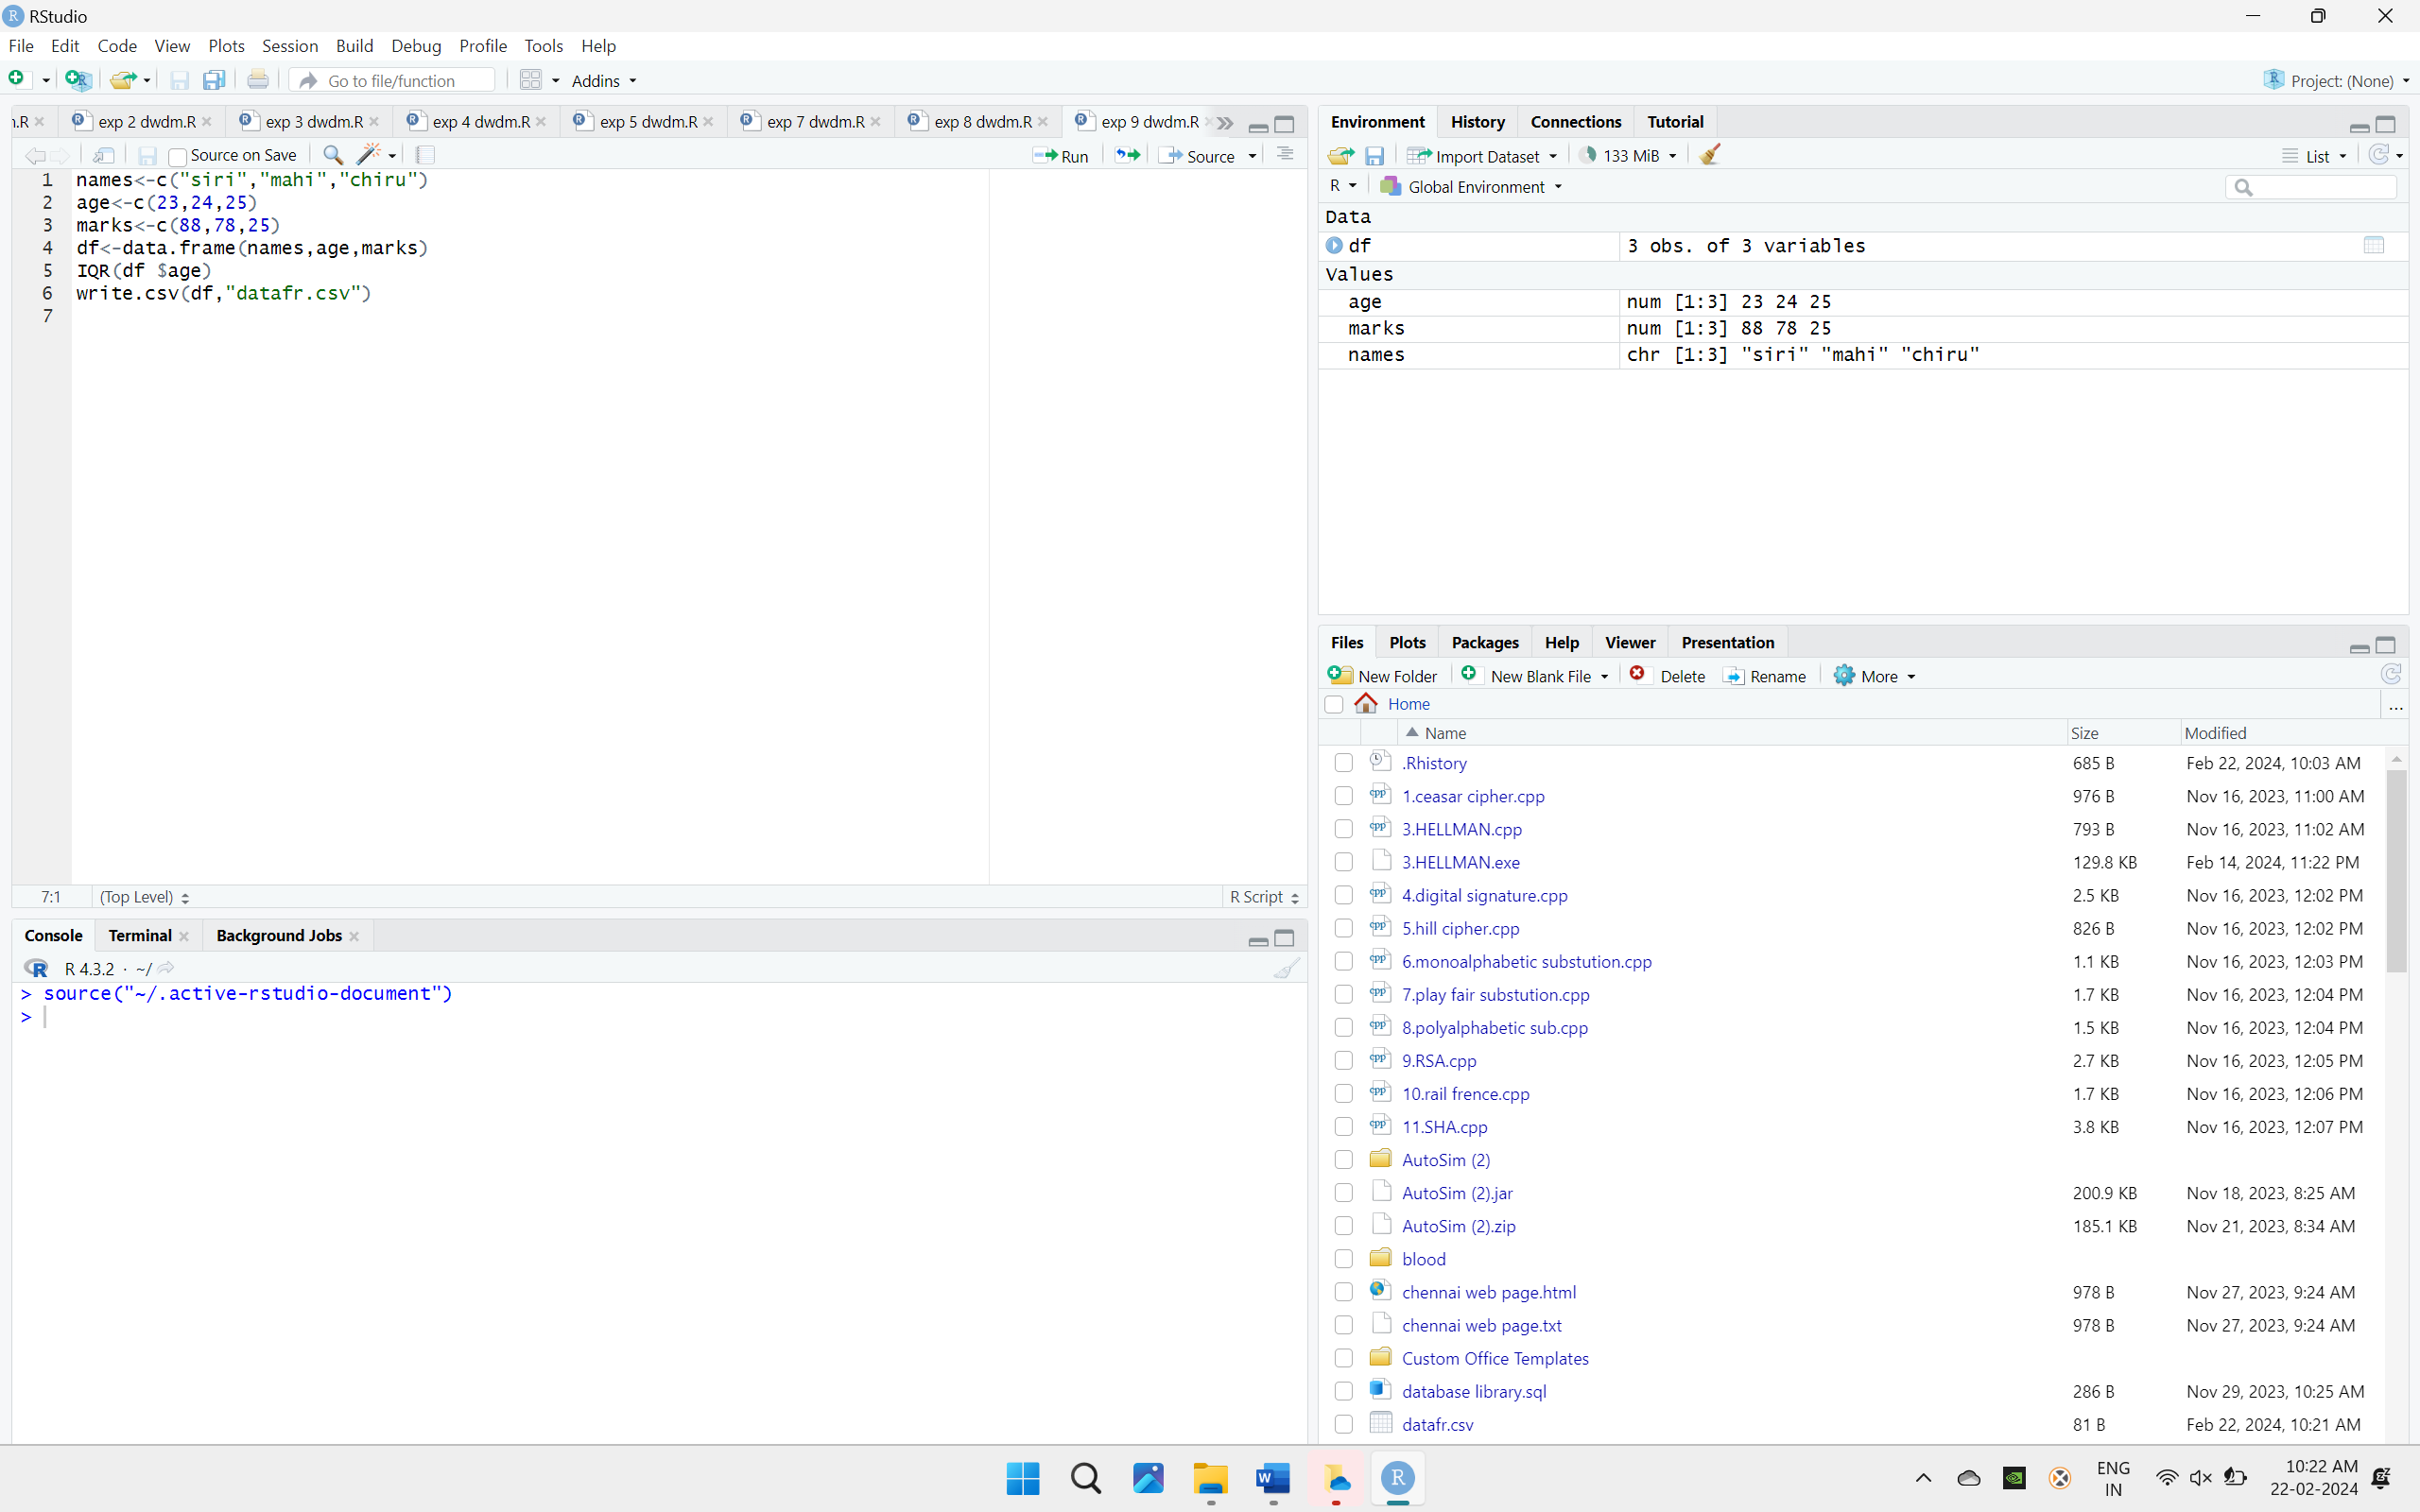 RStudio
File Edit Code View Plots Session Build Debug Profile Tools Help
Go to file/function Addins Project: (None)
.R exp 2 dwdm.R exp 3 dwdm.R exp 4 dwdm.R exp 5 dwdm.R exp 7 dwdm.R exp 8 dwdm.R exp 9 dwdm.R
Source on Save Run Source
1 names<-c("siri","mahi","chiru")
2 age<-c(23,24,25)
3 marks<-c(88,78,25)
4 df<-data.frame(names,age,marks)
5 IQR(df $age)
6 write.csv(df,"datafr.csv")
7
7:1 (Top Level) R Script
Console Terminal Background Jobs
R 4.3.2 · ~/
> source("~/.active-rstudio-document")
>
Environment History Connections Tutorial
Import Dataset 133 MiB List
R Global Environment
Data
df 3 obs. of 3 variables
Values
age num [1:3] 23 24 25
marks num [1:3] 88 78 25
names chr [1:3] "siri" "mahi" "chiru"
Files Plots Packages Help Viewer Presentation
New Folder New Blank File Delete Rename More
Home ...
Name Size Modified
.Rhistory 685 B Feb 22, 2024, 10:03 AM
1.ceasar cipher.cpp 976 B Nov 16, 2023, 11:00 AM
3.HELLMAN.cpp 793 B Nov 16, 2023, 11:02 AM
3.HELLMAN.exe 129.8 KB Feb 14, 2024, 11:22 PM
4.digital signature.cpp 2.5 KB Nov 16, 2023, 12:02 PM
5.hill cipher.cpp 826 B Nov 16, 2023, 12:02 PM
6.monoalphabetic substution.cpp 1.1 KB Nov 16, 2023, 12:03 PM
7.play fair substution.cpp 1.7 KB Nov 16, 2023, 12:04 PM
8.polyalphabetic sub.cpp 1.5 KB Nov 16, 2023, 12:04 PM
9.RSA.cpp 2.7 KB Nov 16, 2023, 12:05 PM
10.rail frence.cpp 1.7 KB Nov 16, 2023, 12:06 PM
11.SHA.cpp 3.8 KB Nov 16, 2023, 12:07 PM
AutoSim (2)
AutoSim (2).jar 200.9 KB Nov 18, 2023, 8:25 AM
AutoSim (2).zip 185.1 KB Nov 21, 2023, 8:34 AM
blood
chennai web page.html 978 B Nov 27, 2023, 9:24 AM
chennai web page.txt 978 B Nov 27, 2023, 9:24 AM
Custom Office Templates
database library.sql 286 B Nov 29, 2023, 10:25 AM
datafr.csv 81 B Feb 22, 2024, 10:21 AM
ENG 10:22 AM
IN 22-02-2024